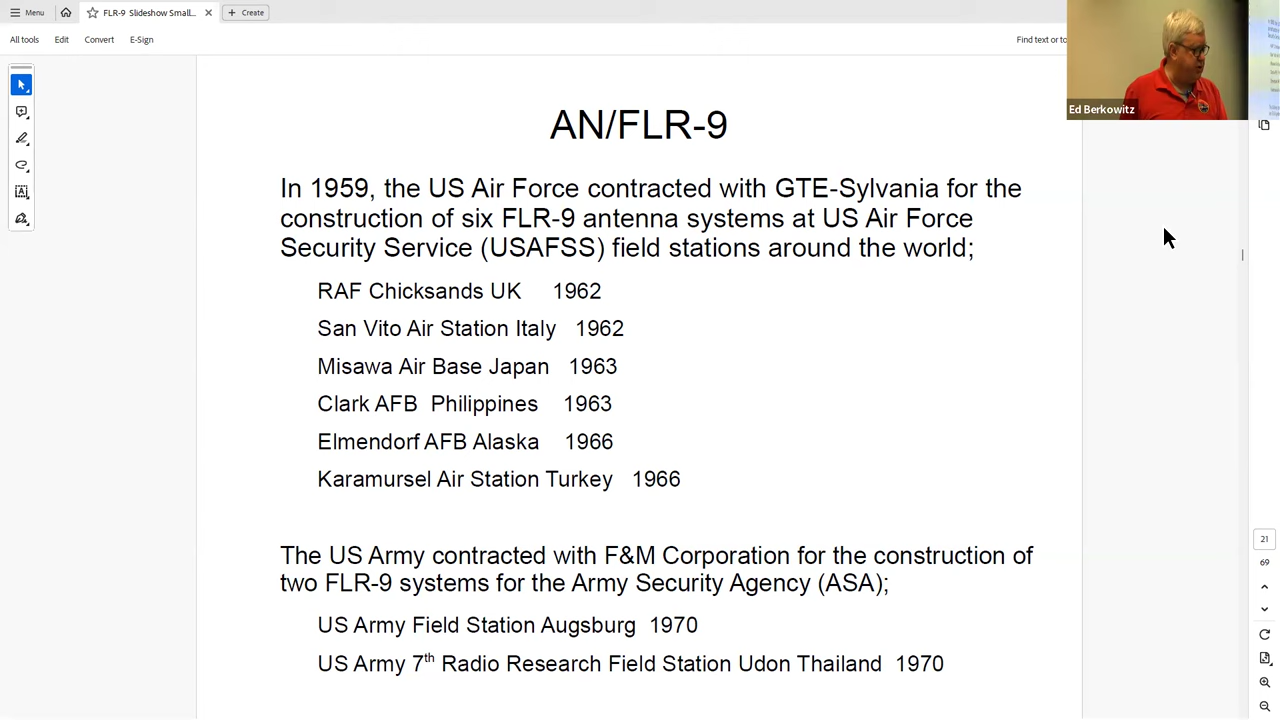 Menu
FLR-9 Slideshow Small...
Create
All tools
Edit
Convert
E-Sign
Find text or to
Ed Berkowitz
AN/FLR-9
In 1959, the US Air Force contracted with GTE-Sylvania for the
construction of six FLR-9 antenna systems at US Air Force
Security Service (USAFSS) field stations around the world;
RAF Chicksands UK 1962
San Vito Air Station Italy 1962
Misawa Air Base Japan 1963
Clark AFB Philippines 1963
Elmendorf AFB Alaska 1966
Karamursel Air Station Turkey 1966
The US Army contracted with F&M Corporation for the construction of
two FLR-9 systems for the Army Security Agency (ASA);
US Army Field Station Augsburg 1970
US Army 7th Radio Research Field Station Udon Thailand 1970
21
69